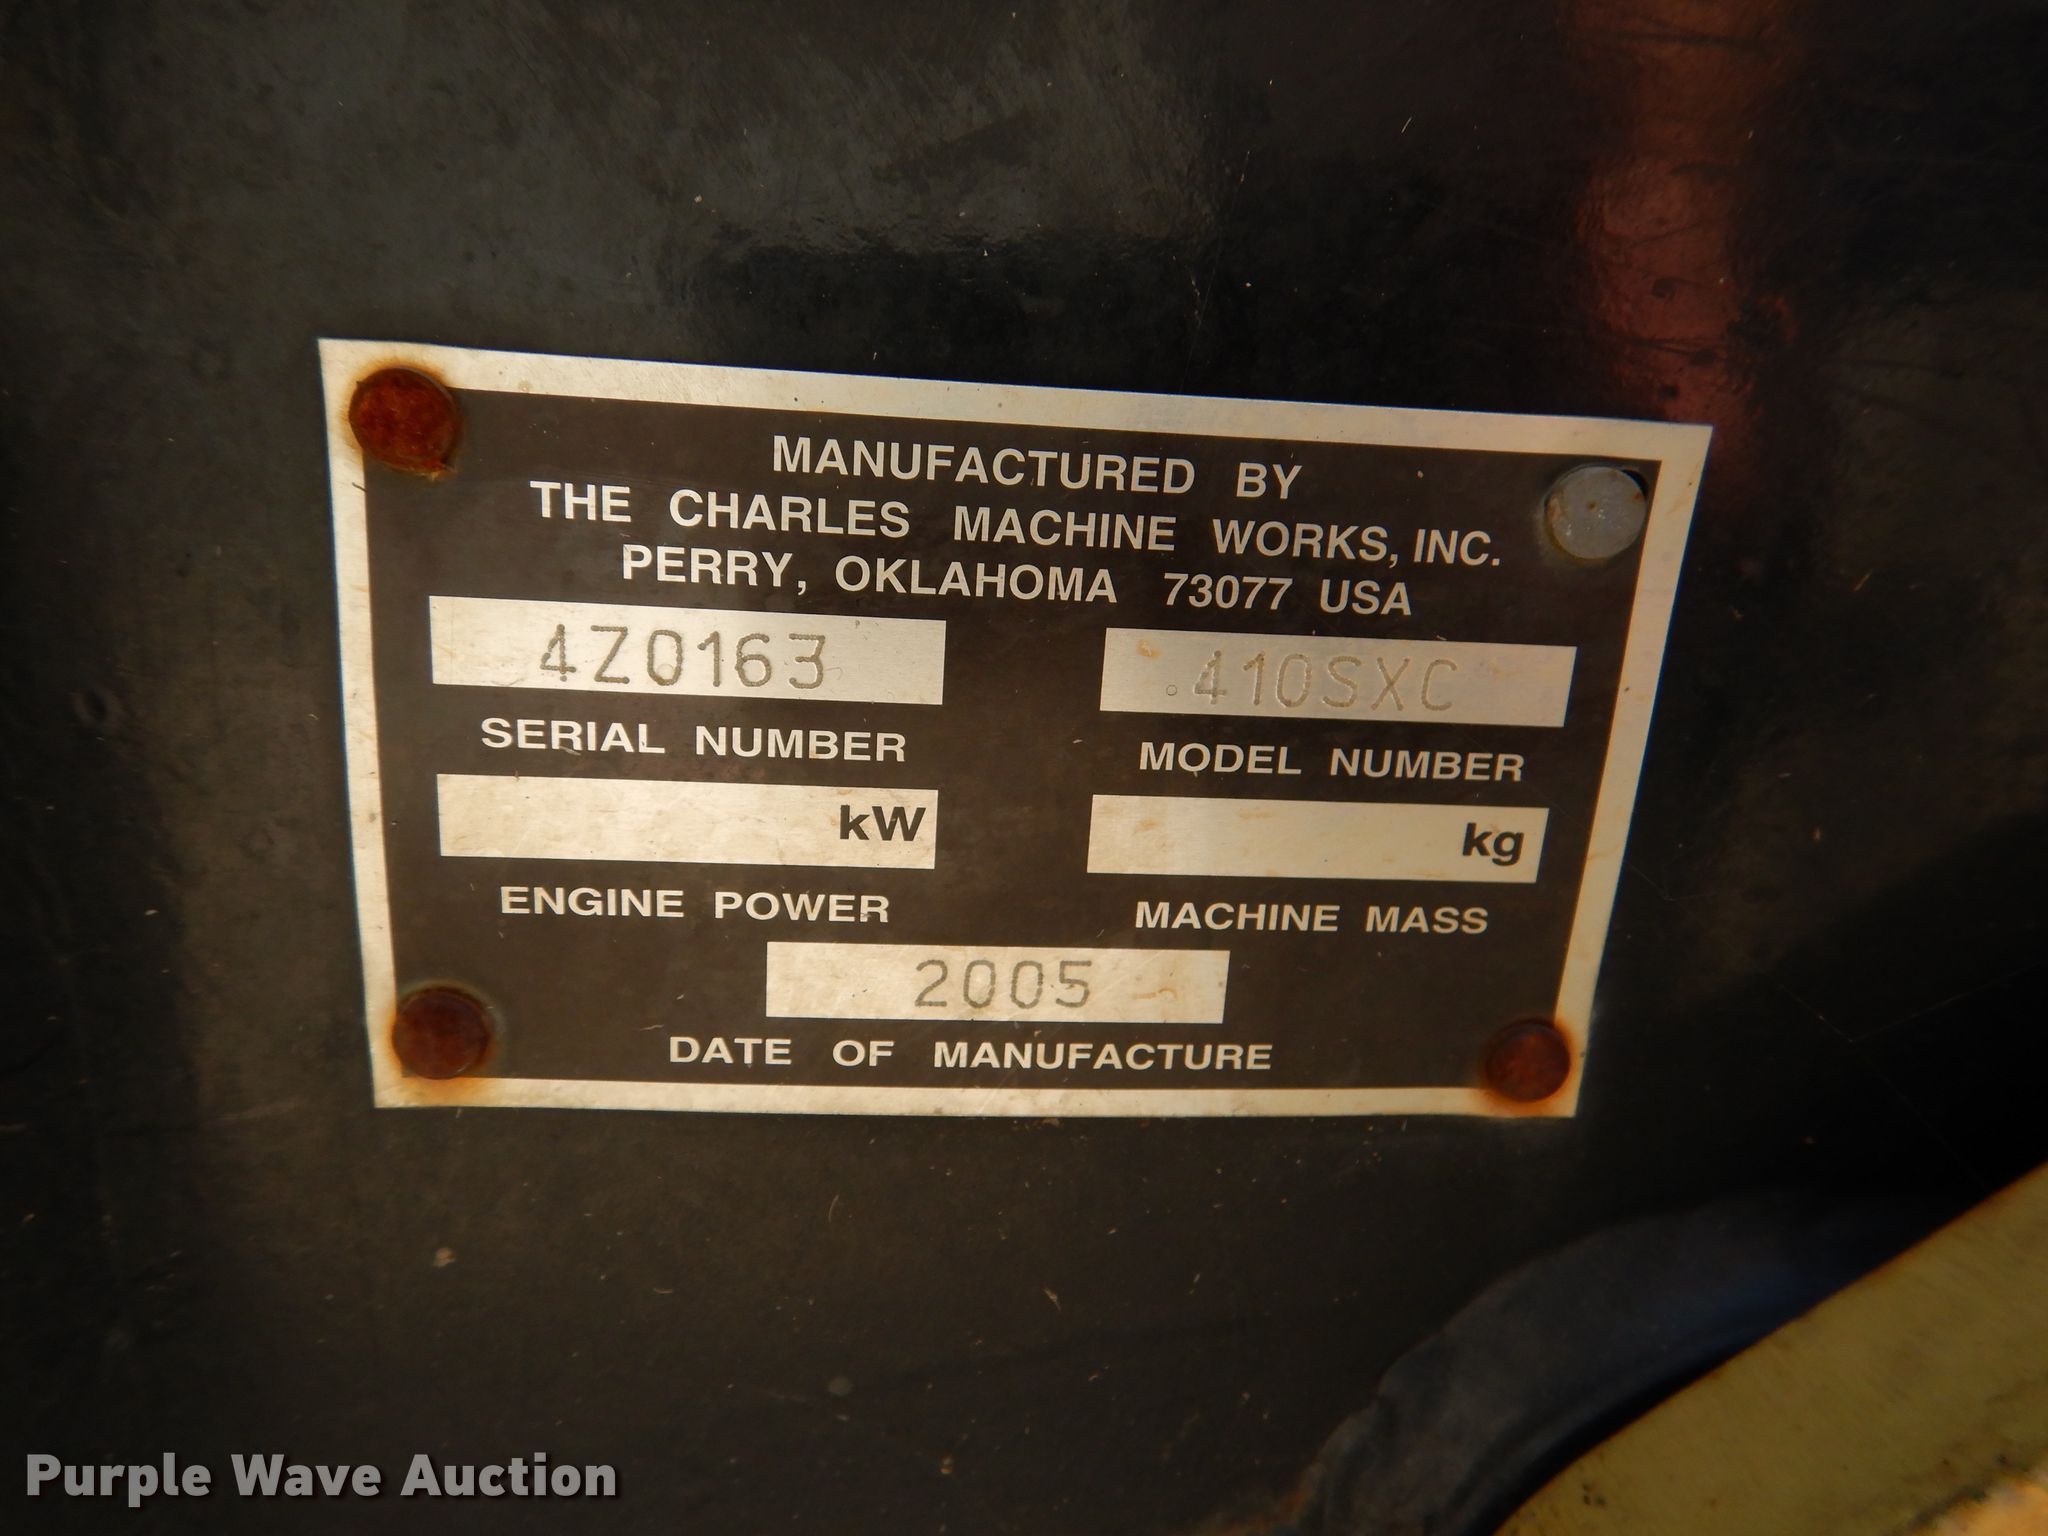 MANUFACTURED BY
THE CHARLES MACHINE WORKS, INC.
PERRY, OKLAHOMA 73077 USA
4Z0163 410SXC
SERIAL NUMBER MODEL NUMBER
kW kg
ENGINE POWER MACHINE MASS
2005
DATE OF MANUFACTURE
Purple Wave Auction